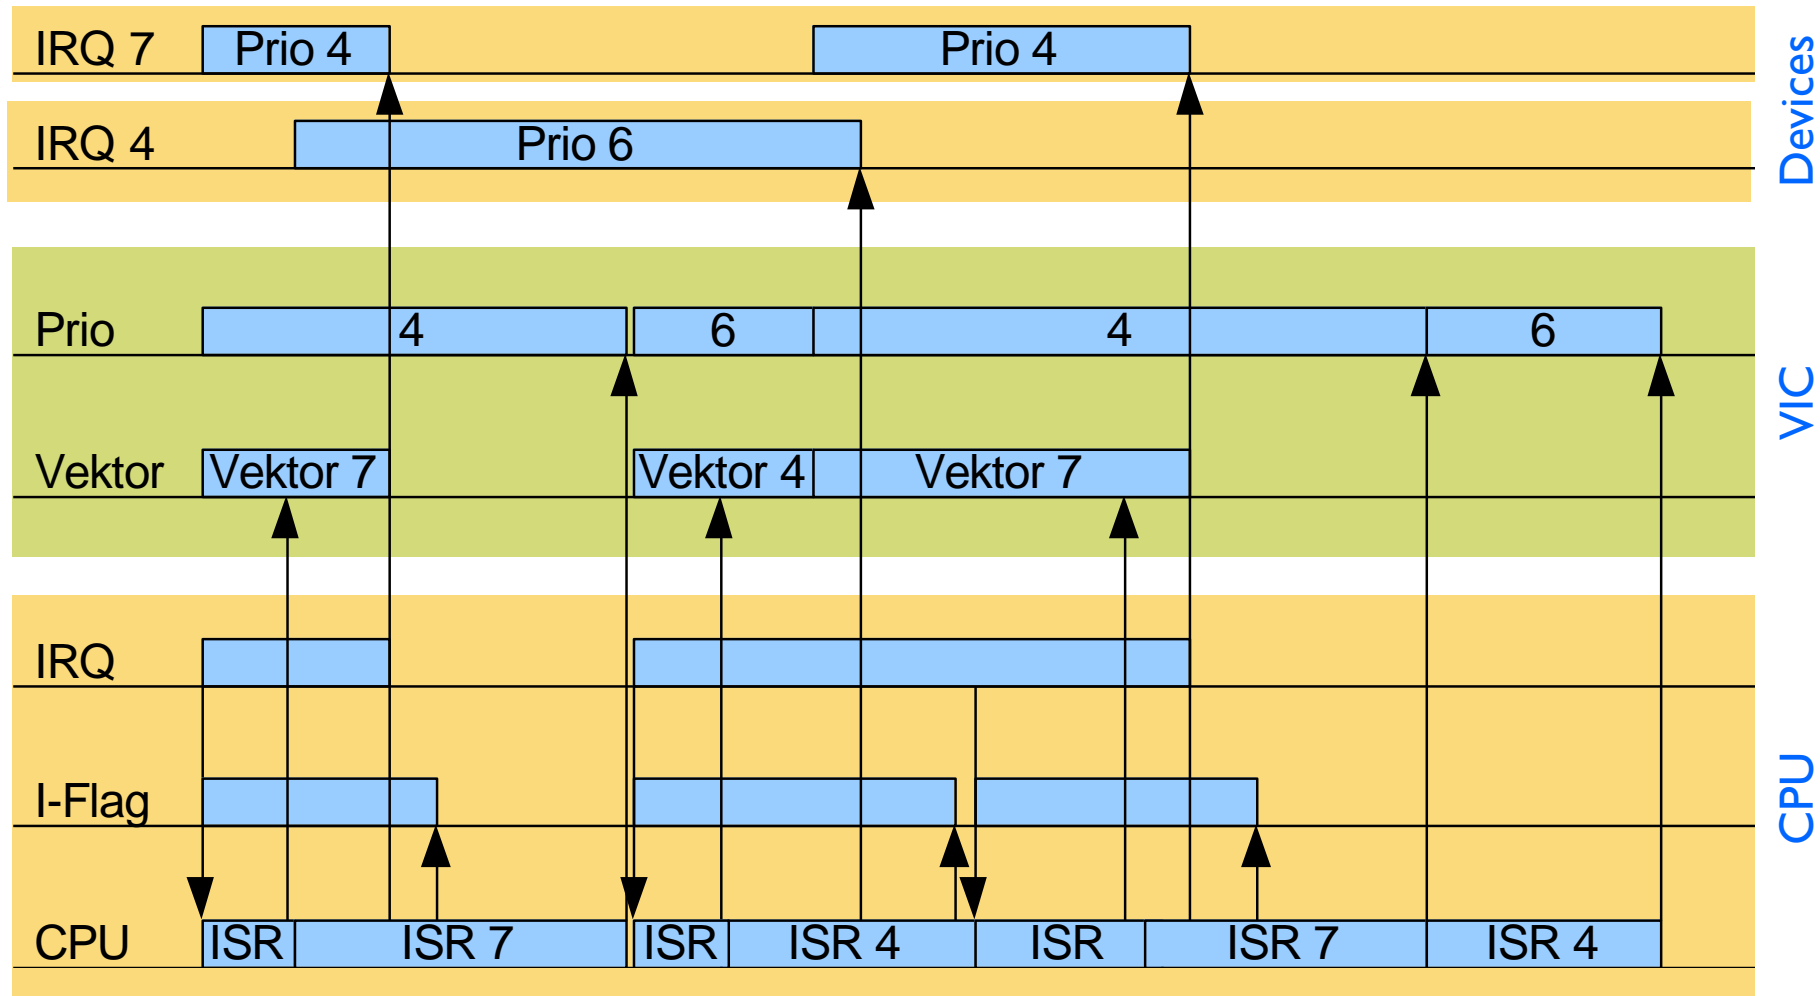 IRQ 7 Prio 4 Prio 4
IRQ 4 Prio 6
Devices
Prio 4 6 4 6
Vektor Vektor 7 Vektor 4 Vektor 7
VIC
IRQ
I-Flag
CPU ISR ISR 7 ISR ISR 4 ISR ISR 7 ISR 4
CPU